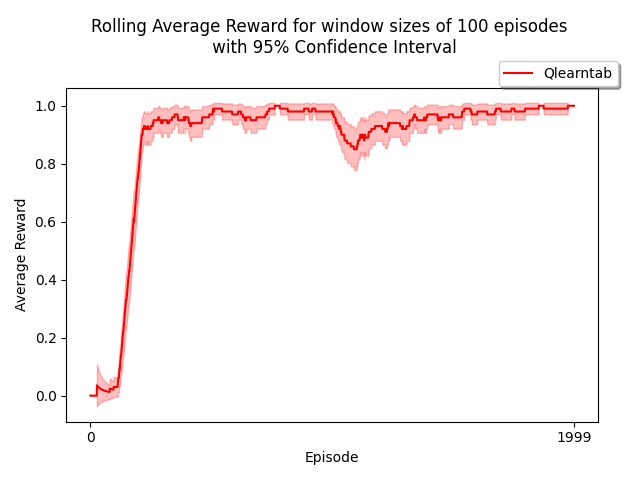 Rolling Average Reward for window sizes of 100 episodes
with 95% Confidence Interval
Qlearntab
1.0
0.8
0.6
0.4
0.2
0.0
Average Reward
0
1999
Episode